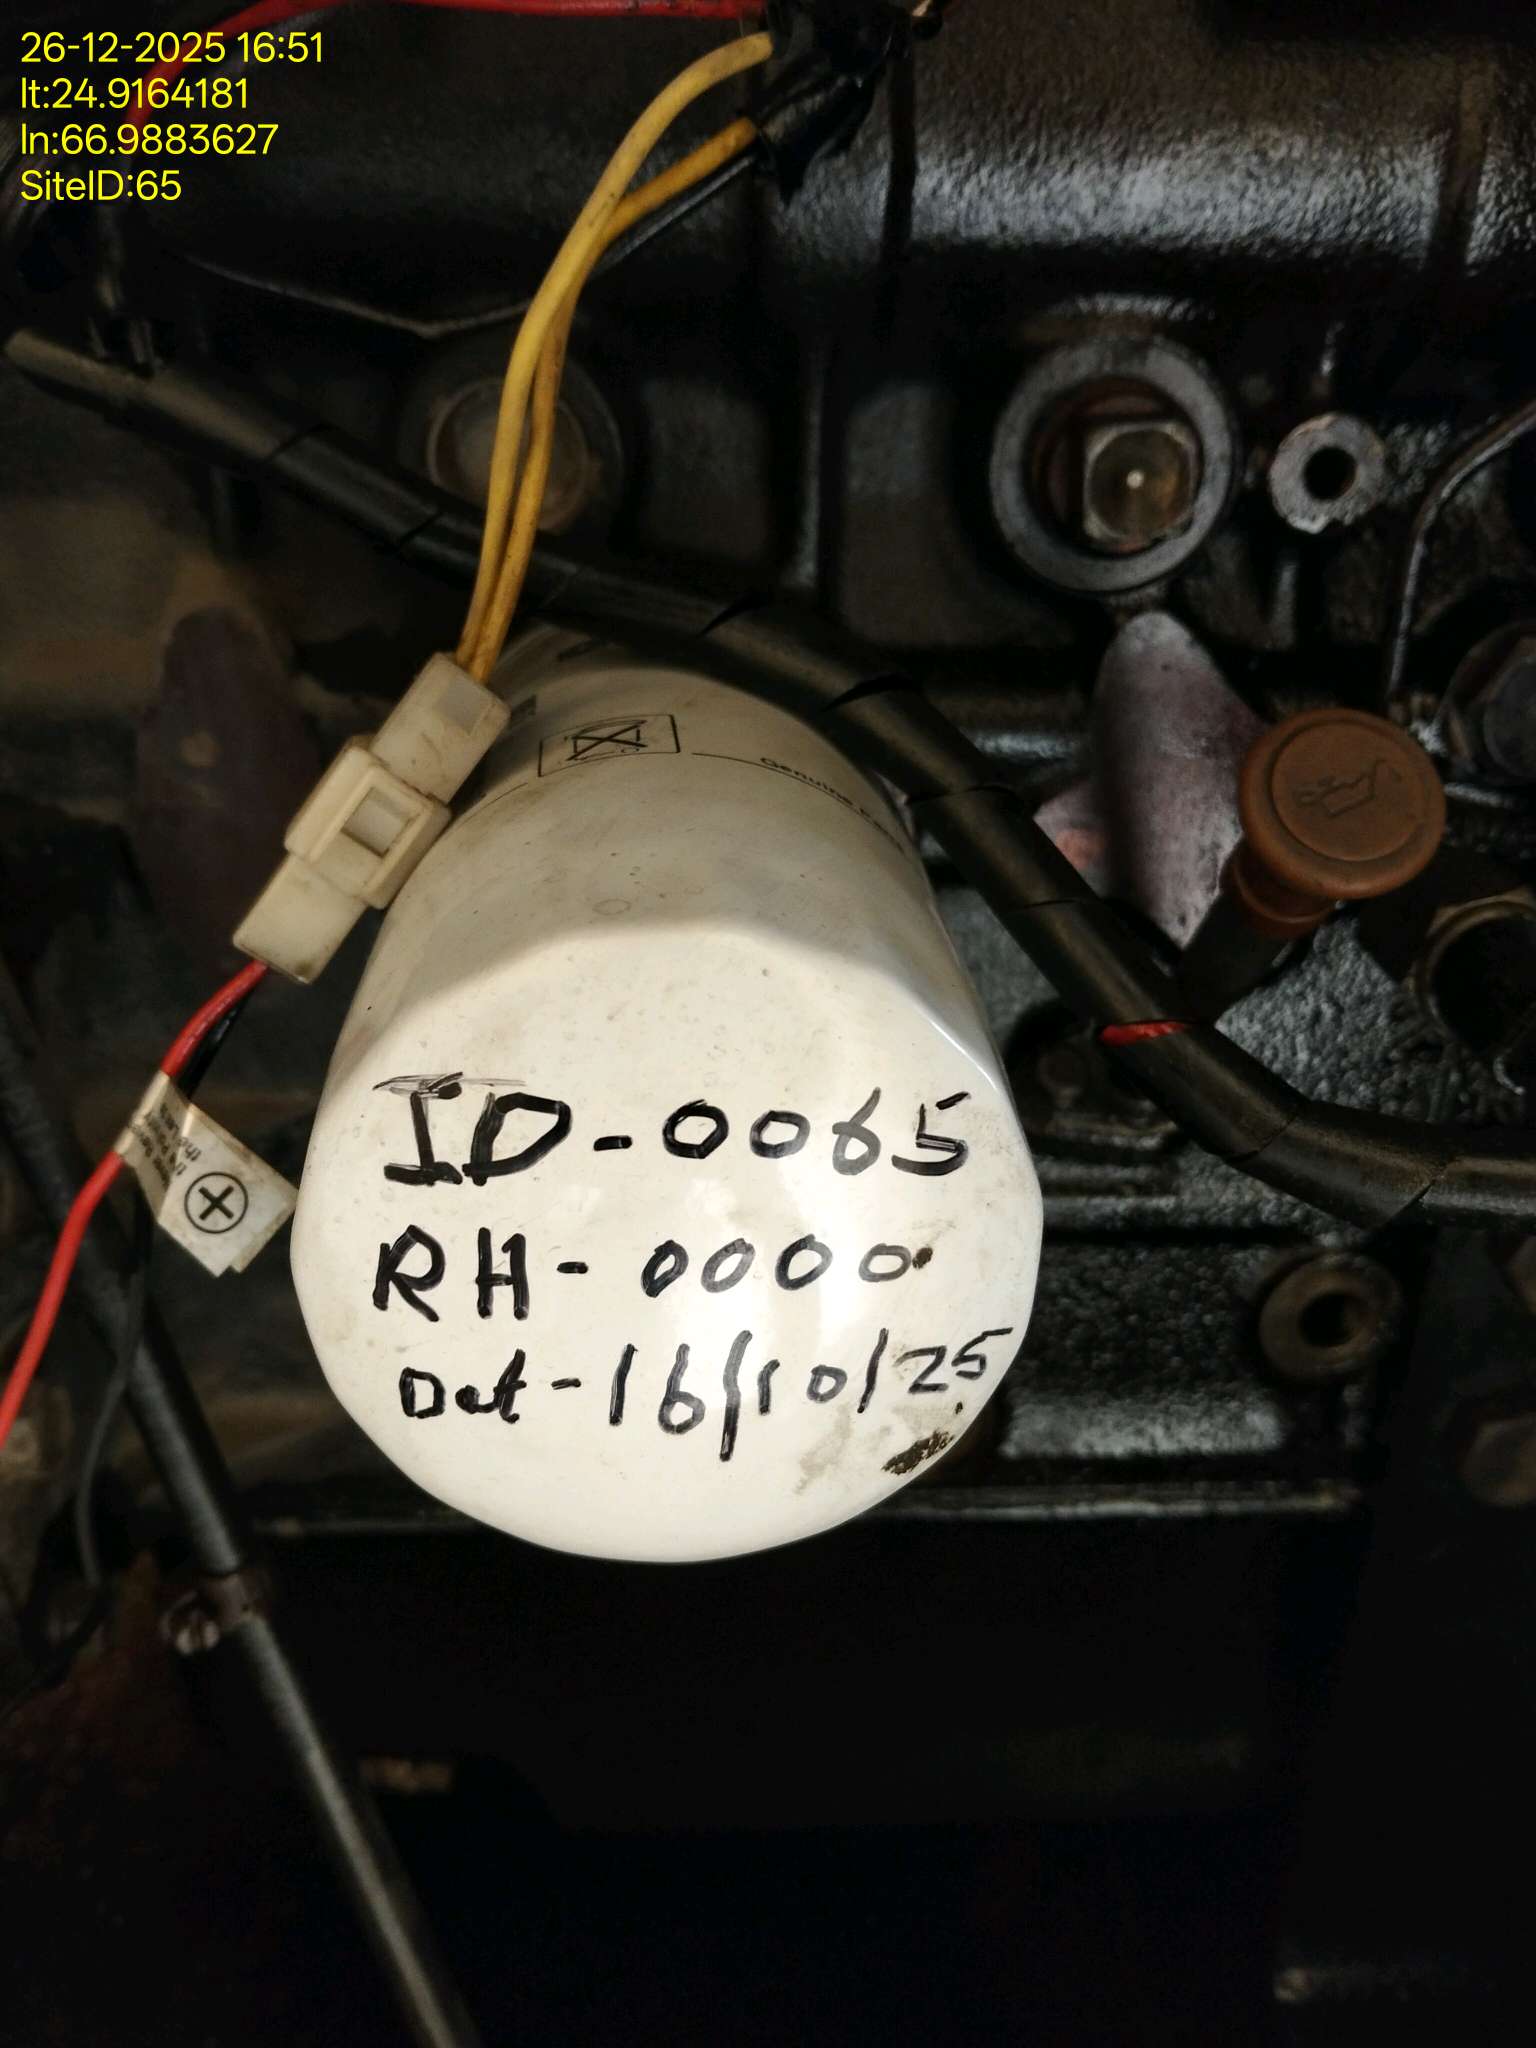 26-12-2025 16:51
lt:24.9164181
ln:66.9883627
SiteID:65
Genuine
ID-0065
RH-0000
Dat-16/10/25